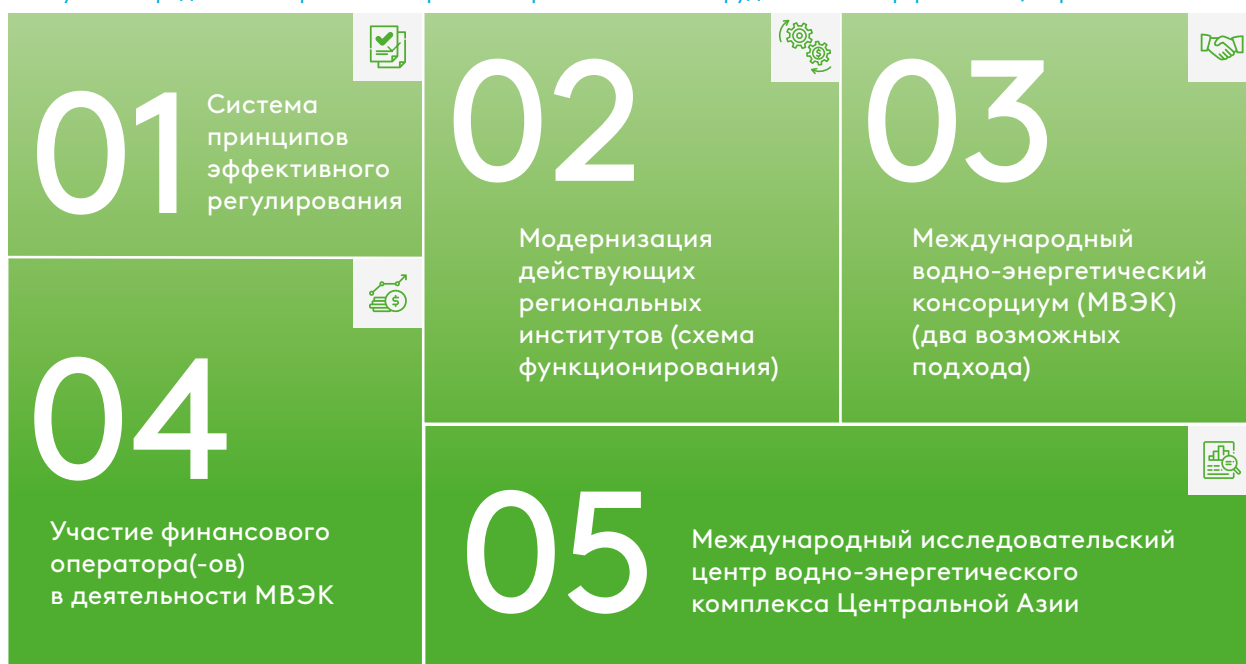 01
Система
принципов
эффективного
регулирования
02
Модернизация
действующих
региональных
институтов (схема
функционирования)
03
Международный
водно-энергетический
консорциум (МВЭК)
(два возможных
подхода)
04
Участие финансового
оператора(-ов)
в деятельности МВЭК
05
Международный исследовательский
центр водно-энергетического
комплекса Центральной Азии